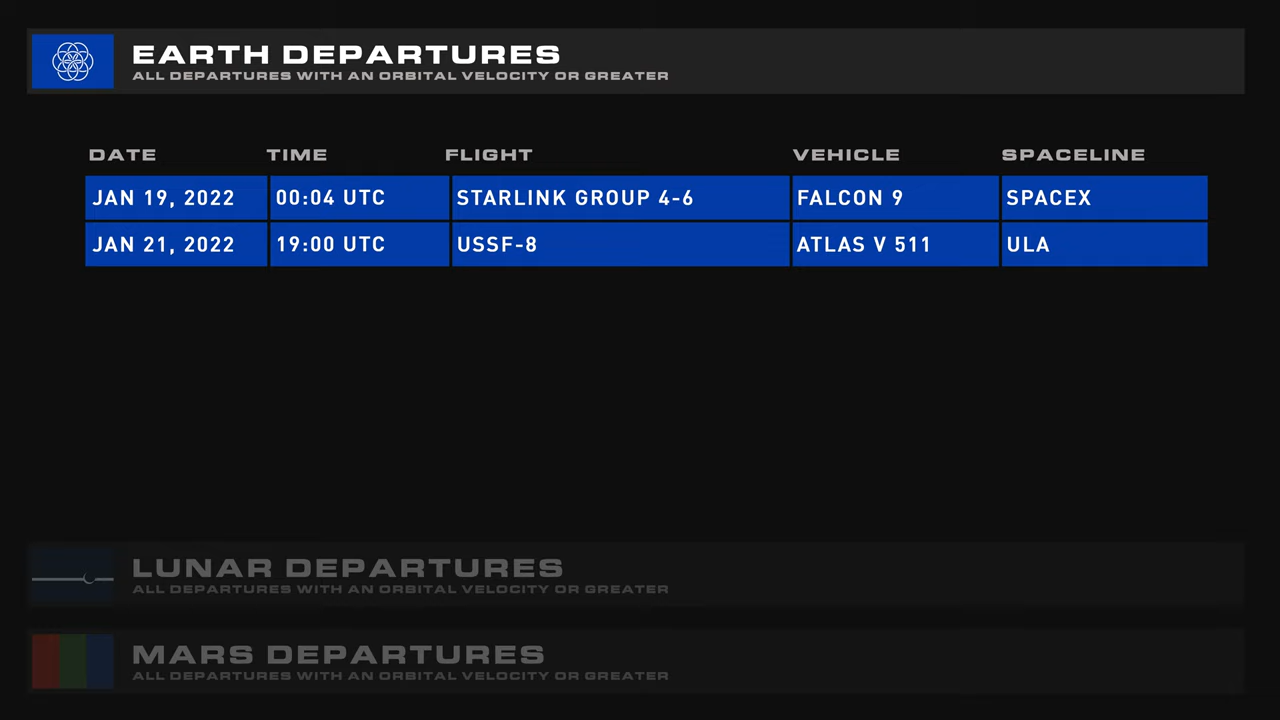 EARTH DEPARTURES
ALL DEPARTURES WITH AN ORBITAL VELOCITY OR GREATER
DATE TIME FLIGHT VEHICLE SPACELINE
JAN 19, 2022 00:04 UTC STARLINK GROUP 4-6 FALCON 9 SPACEX
JAN 21, 2022 19:00 UTC USSF-8 ATLAS V 511 ULA
LUNAR DEPARTURES
ALL DEPARTURES WITH AN ORBITAL VELOCITY OR GREATER
MARS DEPARTURES
ALL DEPARTURES WITH AN ORBITAL VELOCITY OR GREATER